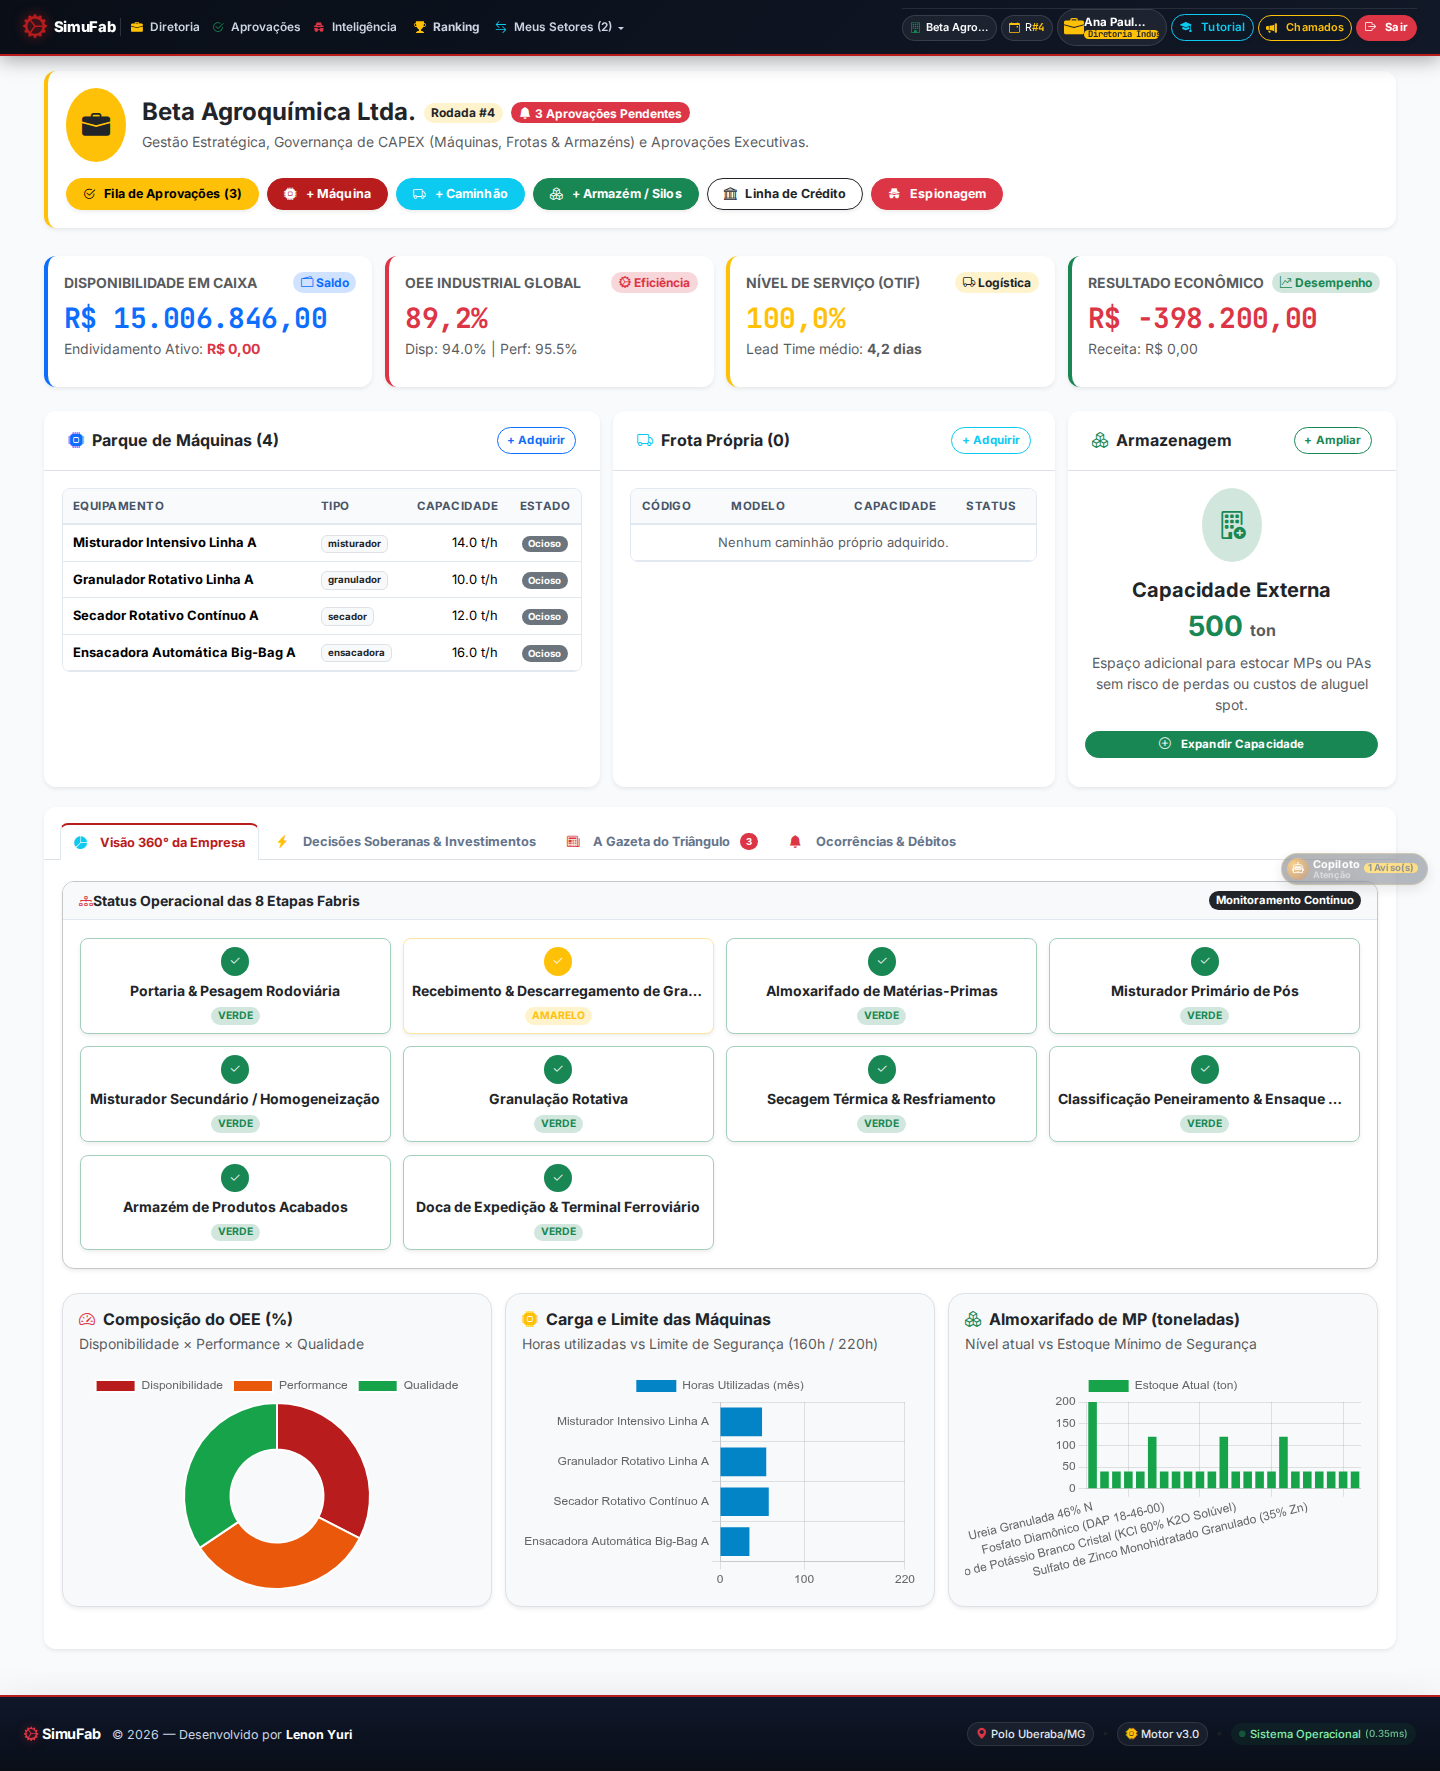 SimuFab
Diretoria
Aprovações
Inteligência
Ranking
Meus Setores (2)
Beta Agro...
R#4
Ana Paul...
Diretoria Indus
Tutorial
Chamados
Sair
Beta Agroquímica Ltda.
Rodada #4
3 Aprovações Pendentes
Gestão Estratégica, Governança de CAPEX (Máquinas, Frotas & Armazéns) e Aprovações Executivas.
Fila de Aprovações (3)
+ Máquina
+ Caminhão
+ Armazém / Silos
Linha de Crédito
Espionagem
DISPONIBILIDADE EM CAIXA
Saldo
R$ 15.006.846,00
Endividamento Ativo: R$ 0,00
OEE INDUSTRIAL GLOBAL
Eficiência
89,2%
Disp: 94.0% | Perf: 95.5%
NÍVEL DE SERVIÇO (OTIF)
Logística
100,0%
Lead Time médio: 4,2 dias
RESULTADO ECONÔMICO
Desempenho
R$ -398.200,00
Receita: R$ 0,00
Parque de Máquinas (4)
+ Adquirir
EQUIPAMENTO TIPO CAPACIDADE ESTADO
Misturador Intensivo Linha A misturador 14.0 t/h Ocioso
Granulador Rotativo Linha A granulador 10.0 t/h Ocioso
Secador Rotativo Contínuo A secador 12.0 t/h Ocioso
Ensacadora Automática Big-Bag A ensacadora 16.0 t/h Ocioso
Frota Própria (0)
+ Adquirir
CÓDIGO MODELO CAPACIDADE STATUS
Nenhum caminhão próprio adquirido.
Armazenagem
+ Ampliar
Capacidade Externa
500 ton
Espaço adicional para estocar MPs ou PAs
sem risco de perdas ou custos de aluguel
spot.
Expandir Capacidade
Visão 360° da Empresa
Decisões Soberanas & Investimentos
A Gazeta do Triângulo 3
Ocorrências & Débitos
Copiloto
Atenção
1 Aviso(s)
Status Operacional das 8 Etapas Fabris
Monitoramento Contínuo
Portaria & Pesagem Rodoviária
VERDE
Recebimento & Descarregamento de Gra...
AMARELO
Almoxarifado de Matérias-Primas
VERDE
Misturador Primário de Pós
VERDE
Misturador Secundário / Homogeneização
VERDE
Granulação Rotativa
VERDE
Secagem Térmica & Resfriamento
VERDE
Classificação Peneiramento & Ensaque ...
VERDE
Armazém de Produtos Acabados
VERDE
Doca de Expedição & Terminal Ferroviário
VERDE
Composição do OEE (%)
Disponibilidade × Performance × Qualidade
Disponibilidade Performance Qualidade
Carga e Limite das Máquinas
Horas utilizadas vs Limite de Segurança (160h / 220h)
Horas Utilizadas (mês)
Misturador Intensivo Linha A
Granulador Rotativo Linha A
Secador Rotativo Contínuo A
Ensacadora Automática Big-Bag A
0 100 220
Almoxarifado de MP (toneladas)
Nível atual vs Estoque Mínimo de Segurança
Estoque Atual (ton)
200
150
100
50
0
Ureia Granulada 46% N
Fosfato Diamônico (DAP 18-46-00)
o de Potássio Branco Cristal (KCl 60% K2O Solúvel)
Sulfato de Zinco Monohidratado Granulado (35% Zn)
SimuFab
© 2026 — Desenvolvido por Lenon Yuri
Polo Uberaba/MG
Motor v3.0
Sistema Operacional (0.35ms)